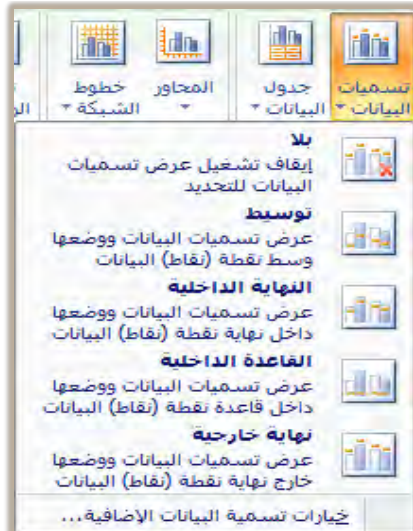 تسميات البيانات
جدول البيانات
المحاور
خطوط الشبكة
بلا
إيقاف تشغيل عرض تسميات
البيانات للتحديد
توسيط
عرض تسميات البيانات ووضعها
وسط نقطة (نقاط) البيانات
النهاية الداخلية
عرض تسميات البيانات ووضعها
داخل نهاية نقطة (نقاط) البيانات
القاعدة الداخلية
عرض تسميات البيانات ووضعها
داخل قاعدة نقطة (نقاط) البيانات
نهاية خارجية
عرض تسميات البيانات ووضعها
خارج نهاية نقطة (نقاط) البيانات
خيارات تسمية البيانات الإضافية...